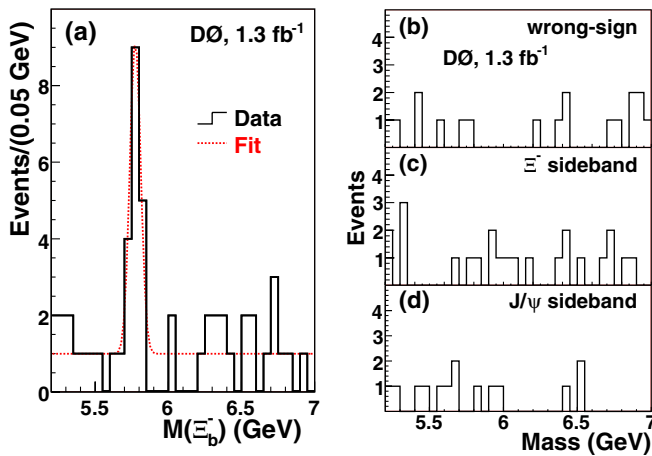 (a)
DØ, 1.3 fb⁻¹
Data
Fit
Events/(0.05 GeV)
8
6
4
2
0
5.5
6
6.5
7
M(Ξ⁻b) (GeV)
(b)
wrong-sign
DØ, 1.3 fb⁻¹
4
3
2
1
(c)
Ξ⁻ sideband
4
3
2
1
Events
(d)
J/ψ sideband
4
3
2
1
5.5
6
6.5
7
Mass (GeV)